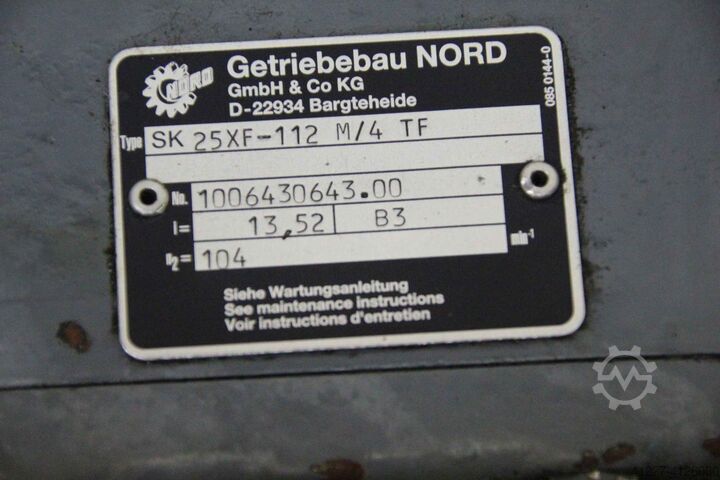 NORD
Getriebebau NORD
GmbH & Co KG
D-22934 Bargteheide
085 0144-0
Type SK 25XF-112 M/4 TF
No. 1006430643.00
i= 13,52 B3
n2= 104 min-1
Siehe Wartungsanleitung
See maintenance instructions
Voir instructions d'entretien